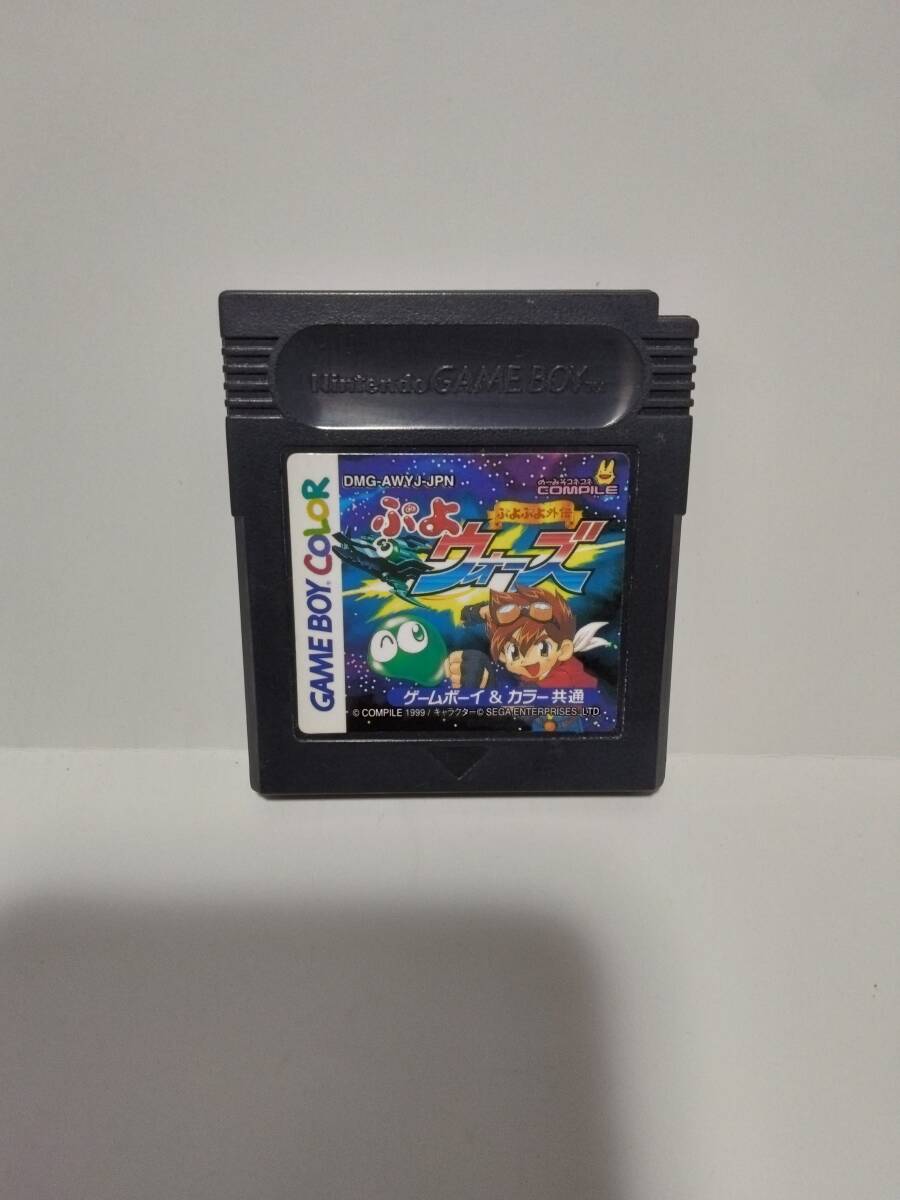 Nintendo GAME BOY TM
GAME BOY COLOR
DMG-AWYJ-JPN
のーみそコネコネ
COMPILE
ぷよぷよ外伝
ぷよ
ウォーズ
ゲームボーイ & カラー共通
© COMPILE 1999 / キャラクター © SEGA ENTERPRISES, LTD